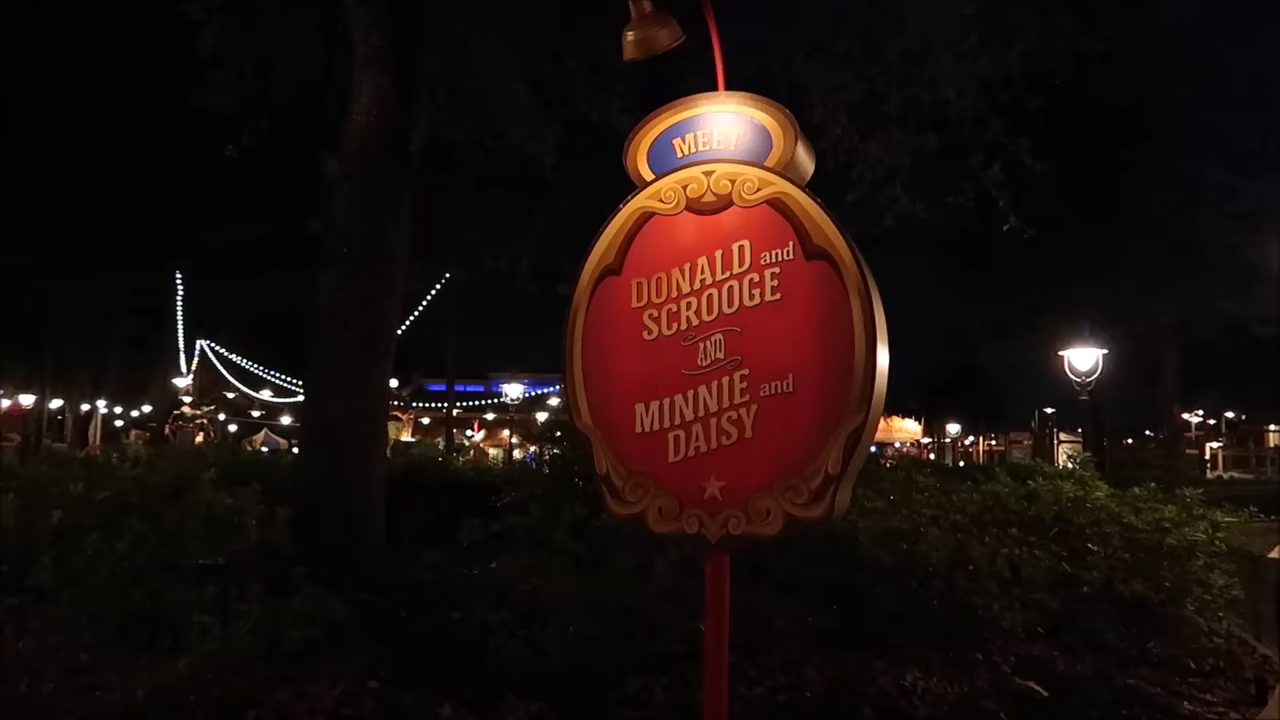 MEET
DONALD and
SCROOGE
AND
MINNIE and
DAISY